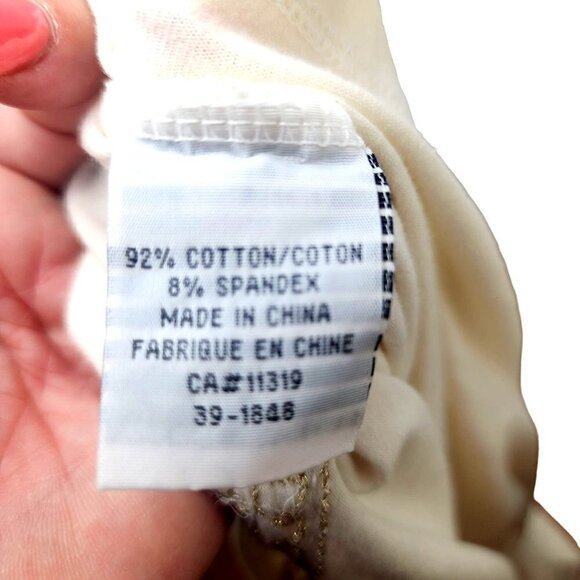 92% COTTON/COTON
8% SPANDEX
MADE IN CHINA
FABRIQUE EN CHINE
CA#11319
39-1848